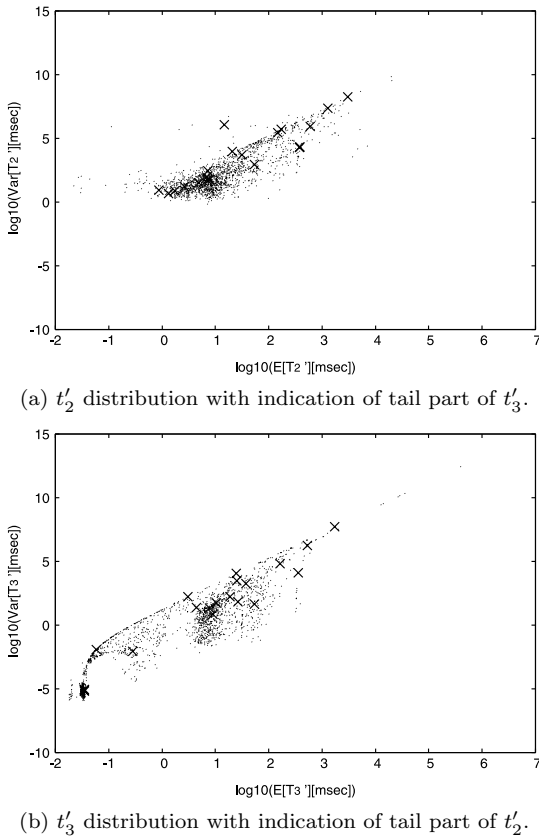 15
10
5
0
-5
-10
-2 -1 0 1 2 3 4 5 6 7
log10(Var[T2'][msec])
log10(E[T2'][msec])
(a) t′2 distribution with indication of tail part of t′3.
15
10
5
0
-5
-10
-2 -1 0 1 2 3 4 5 6 7
log10(Var[T3'][msec])
log10(E[T3'][msec])
(b) t′3 distribution with indication of tail part of t′2.